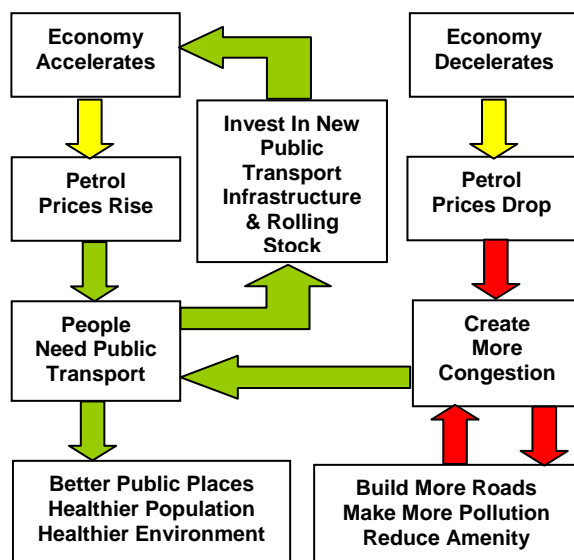 Economy
Accelerates
Economy
Decelerates
Invest In New
Public
Transport
Infrastructure
& Rolling
Stock
Petrol
Prices Rise
Petrol
Prices Drop
People
Need Public
Transport
Create
More
Congestion
Better Public Places
Healthier Population
Healthier Environment
Build More Roads
Make More Pollution
Reduce Amenity